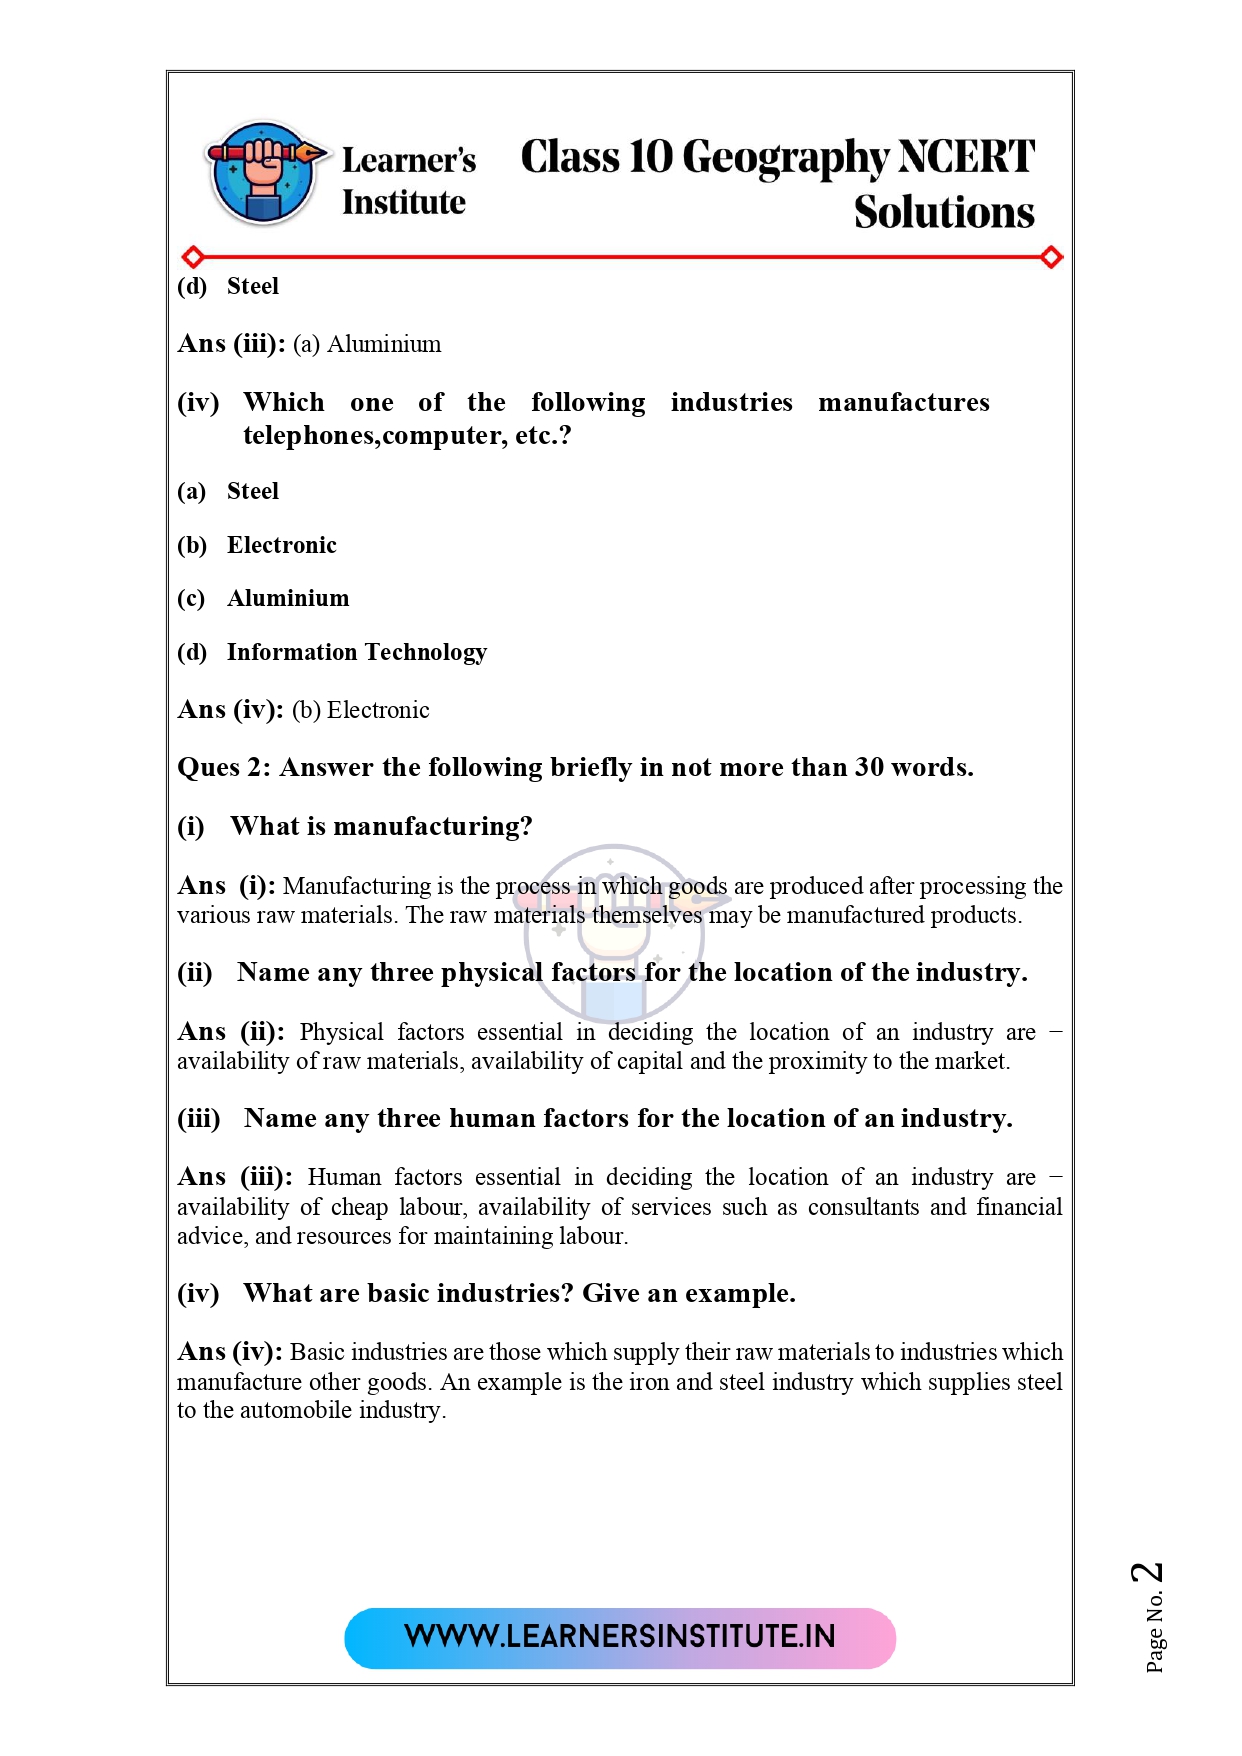 Learner's
Institute
Class 10 Geography NCERT
Solutions
(d) Steel
Ans (iii): (a) Aluminium
(iv) Which one of the following industries manufactures
telephones,computer, etc.?
(a) Steel
(b) Electronic
(c) Aluminium
(d) Information Technology
Ans (iv): (b) Electronic
Ques 2: Answer the following briefly in not more than 30 words.
(i) What is manufacturing?
Ans (i): Manufacturing is the process in which goods are produced after processing the
various raw materials. The raw materials themselves may be manufactured products.
(ii) Name any three physical factors for the location of the industry.
Ans (ii): Physical factors essential in deciding the location of an industry are −
availability of raw materials, availability of capital and the proximity to the market.
(iii) Name any three human factors for the location of an industry.
Ans (iii): Human factors essential in deciding the location of an industry are −
availability of cheap labour, availability of services such as consultants and financial
advice, and resources for maintaining labour.
(iv) What are basic industries? Give an example.
Ans (iv): Basic industries are those which supply their raw materials to industries which
manufacture other goods. An example is the iron and steel industry which supplies steel
to the automobile industry.
Page No. 2
WWW.LEARNERSINSTITUTE.IN